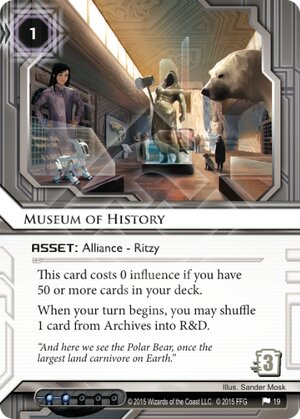 1
MUSEUM OF HISTORY
ASSET: Alliance - Ritzy
This card costs 0 influence if you have
50 or more cards in your deck.
When your turn begins, you may shuffle
1 card from Archives into R&D.
"And here we see the Polar Bear, once the
largest land carnivore on Earth."
3
Illus. Sander Mosk
© 2015 Wizards of the Coast LLC. © 2015 FFG
19